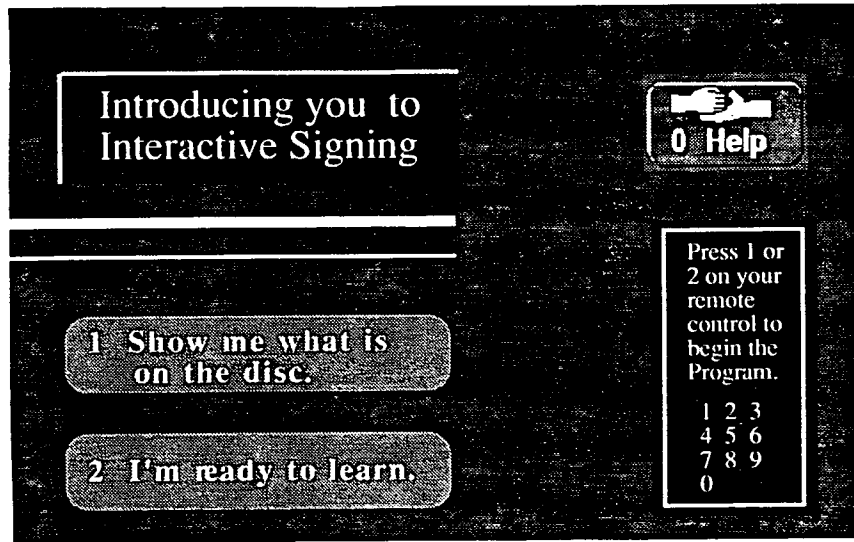 Introducing you to
Interactive Signing
0 Help
1 Show me what is
on the disc.
2 I'm ready to learn.
Press 1 or
2 on your
remote
control to
begin the
Program.
1 2 3
4 5 6
7 8 9
0